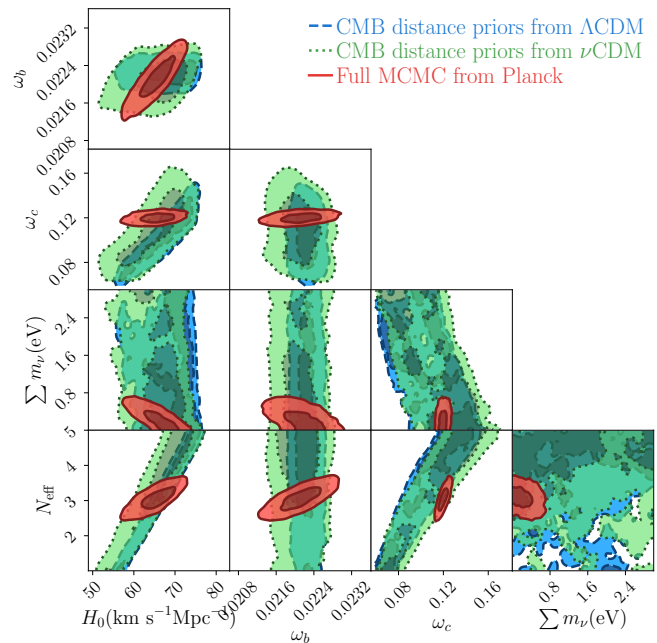 CMB distance priors from ΛCDM
CMB distance priors from νCDM
Full MCMC from Planck
0.0232
0.0224
0.0216
0.0208
ω_b
0.16
0.12
0.08
ω_c
2.4
1.6
0.8
∑ m_ν(eV)
5
4
3
2
N_eff
50 60 70 80
H_0(km s⁻¹Mpc⁻¹)
0.0208 0.0216 0.0224 0.0232
ω_b
0.08 0.12 0.16
ω_c
0.8 1.6 2.4
∑ m_ν(eV)